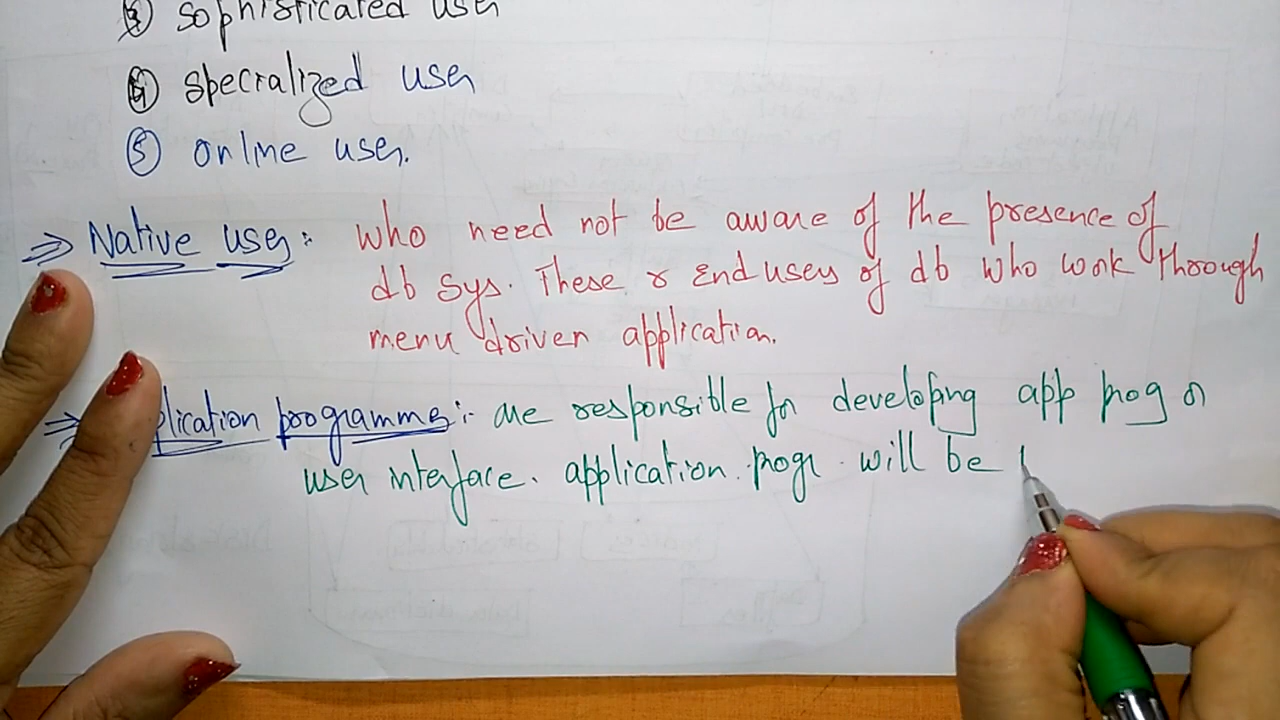 ③ sophisticated user
④ specialized user
⑤ online user.
⇒ Native user: who need not be aware of the presence of
db sys. These r End users of db who work through
menu driven application.
⇒ plication programmer:- are responsible for developing app prog or
user interface. application progr. will be